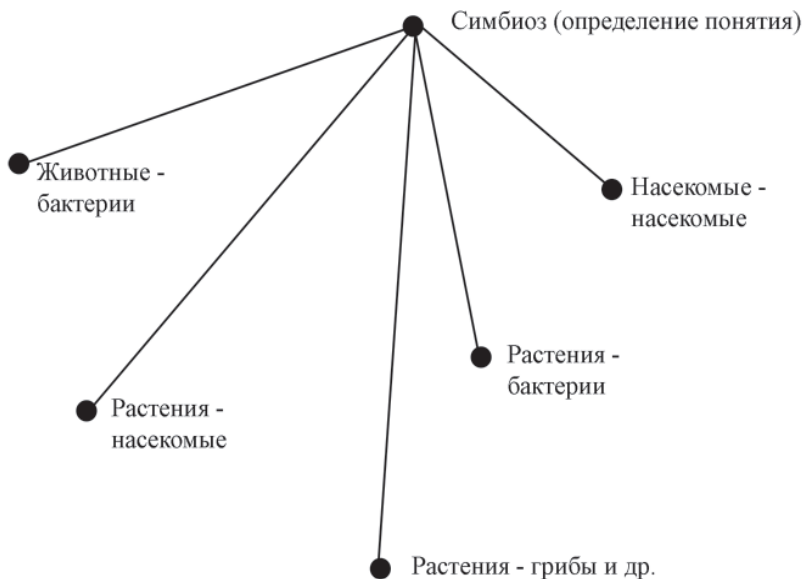 Симбиоз (определение понятия)
Животные -
бактерии
Насекомые -
насекомые
Растения -
бактерии
Растения -
насекомые
Растения - грибы и др.